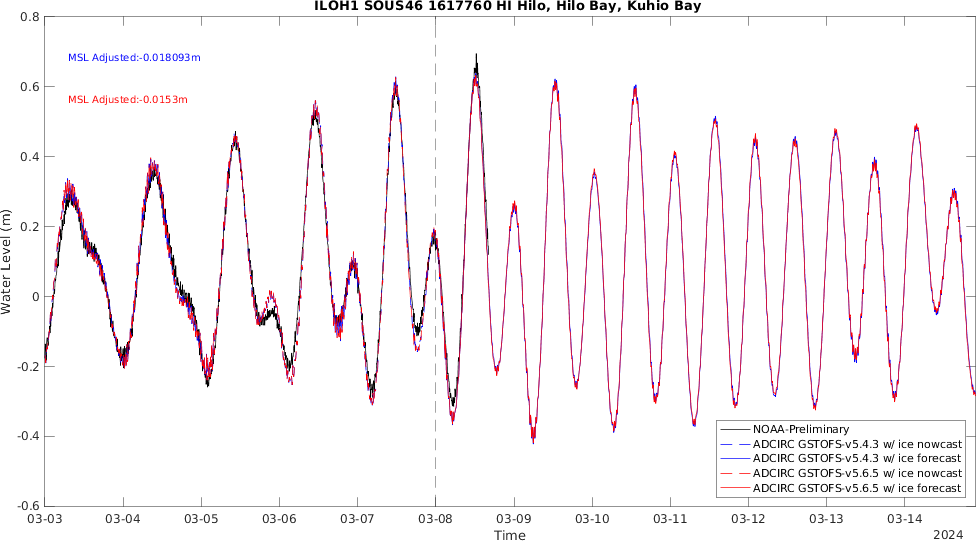 ILOH1 SOUS46 1617760 HI Hilo, Hilo Bay, Kuhio Bay
0.8
0.6
0.4
0.2
0
-0.2
-0.4
-0.6
Water Level (m)
MSL Adjusted:-0.018093m
MSL Adjusted:-0.0153m
NOAA-Preliminary
ADCIRC GSTOFS-v5.4.3 w/ ice nowcast
ADCIRC GSTOFS-v5.4.3 w/ ice forecast
ADCIRC GSTOFS-v5.6.5 w/ ice nowcast
ADCIRC GSTOFS-v5.6.5 w/ ice forecast
03-03 03-04 03-05 03-06 03-07 03-08 03-09 03-10 03-11 03-12 03-13 03-14
Time
2024